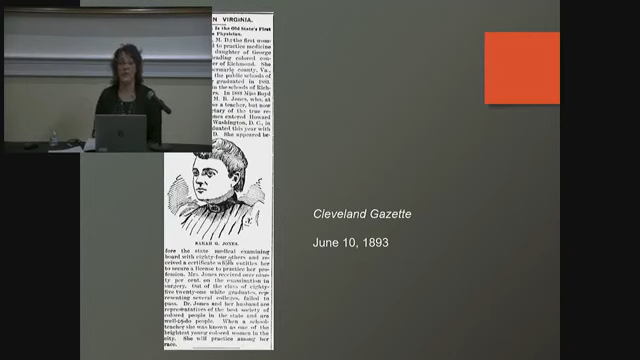 N VIRGINIA.
Is the Old State's First
Physician.
M. D., the first wom-
to practice medicine
daughter of George
leading colored con-
of Richmond. She
Albemarle county, Va.,
the public schools of
graduated in 1883.
in the schools of Rich-
In 1888 Miss Boyd
M. B. Jones, who, at
as a teacher, but now
of the true re-
entered Howard
Washington, D. C., in
this year with
D. She appeared be-
SARAH G. JONES.
fore the state medical examining
board with eighty-four others and re-
ceived a certificate which entitles her
to secure a license to practice her pro-
fession. Mrs. Jones received over nine-
ty per cent. on the examination in
surgery. Out of the class of eighty-
five twenty-one white graduates, rep-
resenting several colleges, failed to
pass. Dr. Jones and her husband are
representatives of the best society of
colored people in the state and are
well-to-do people. When a school-
teacher she was known as one of the
brightest young colored women in the
city. She will practice among her
race.
Cleveland Gazette
June 10, 1893